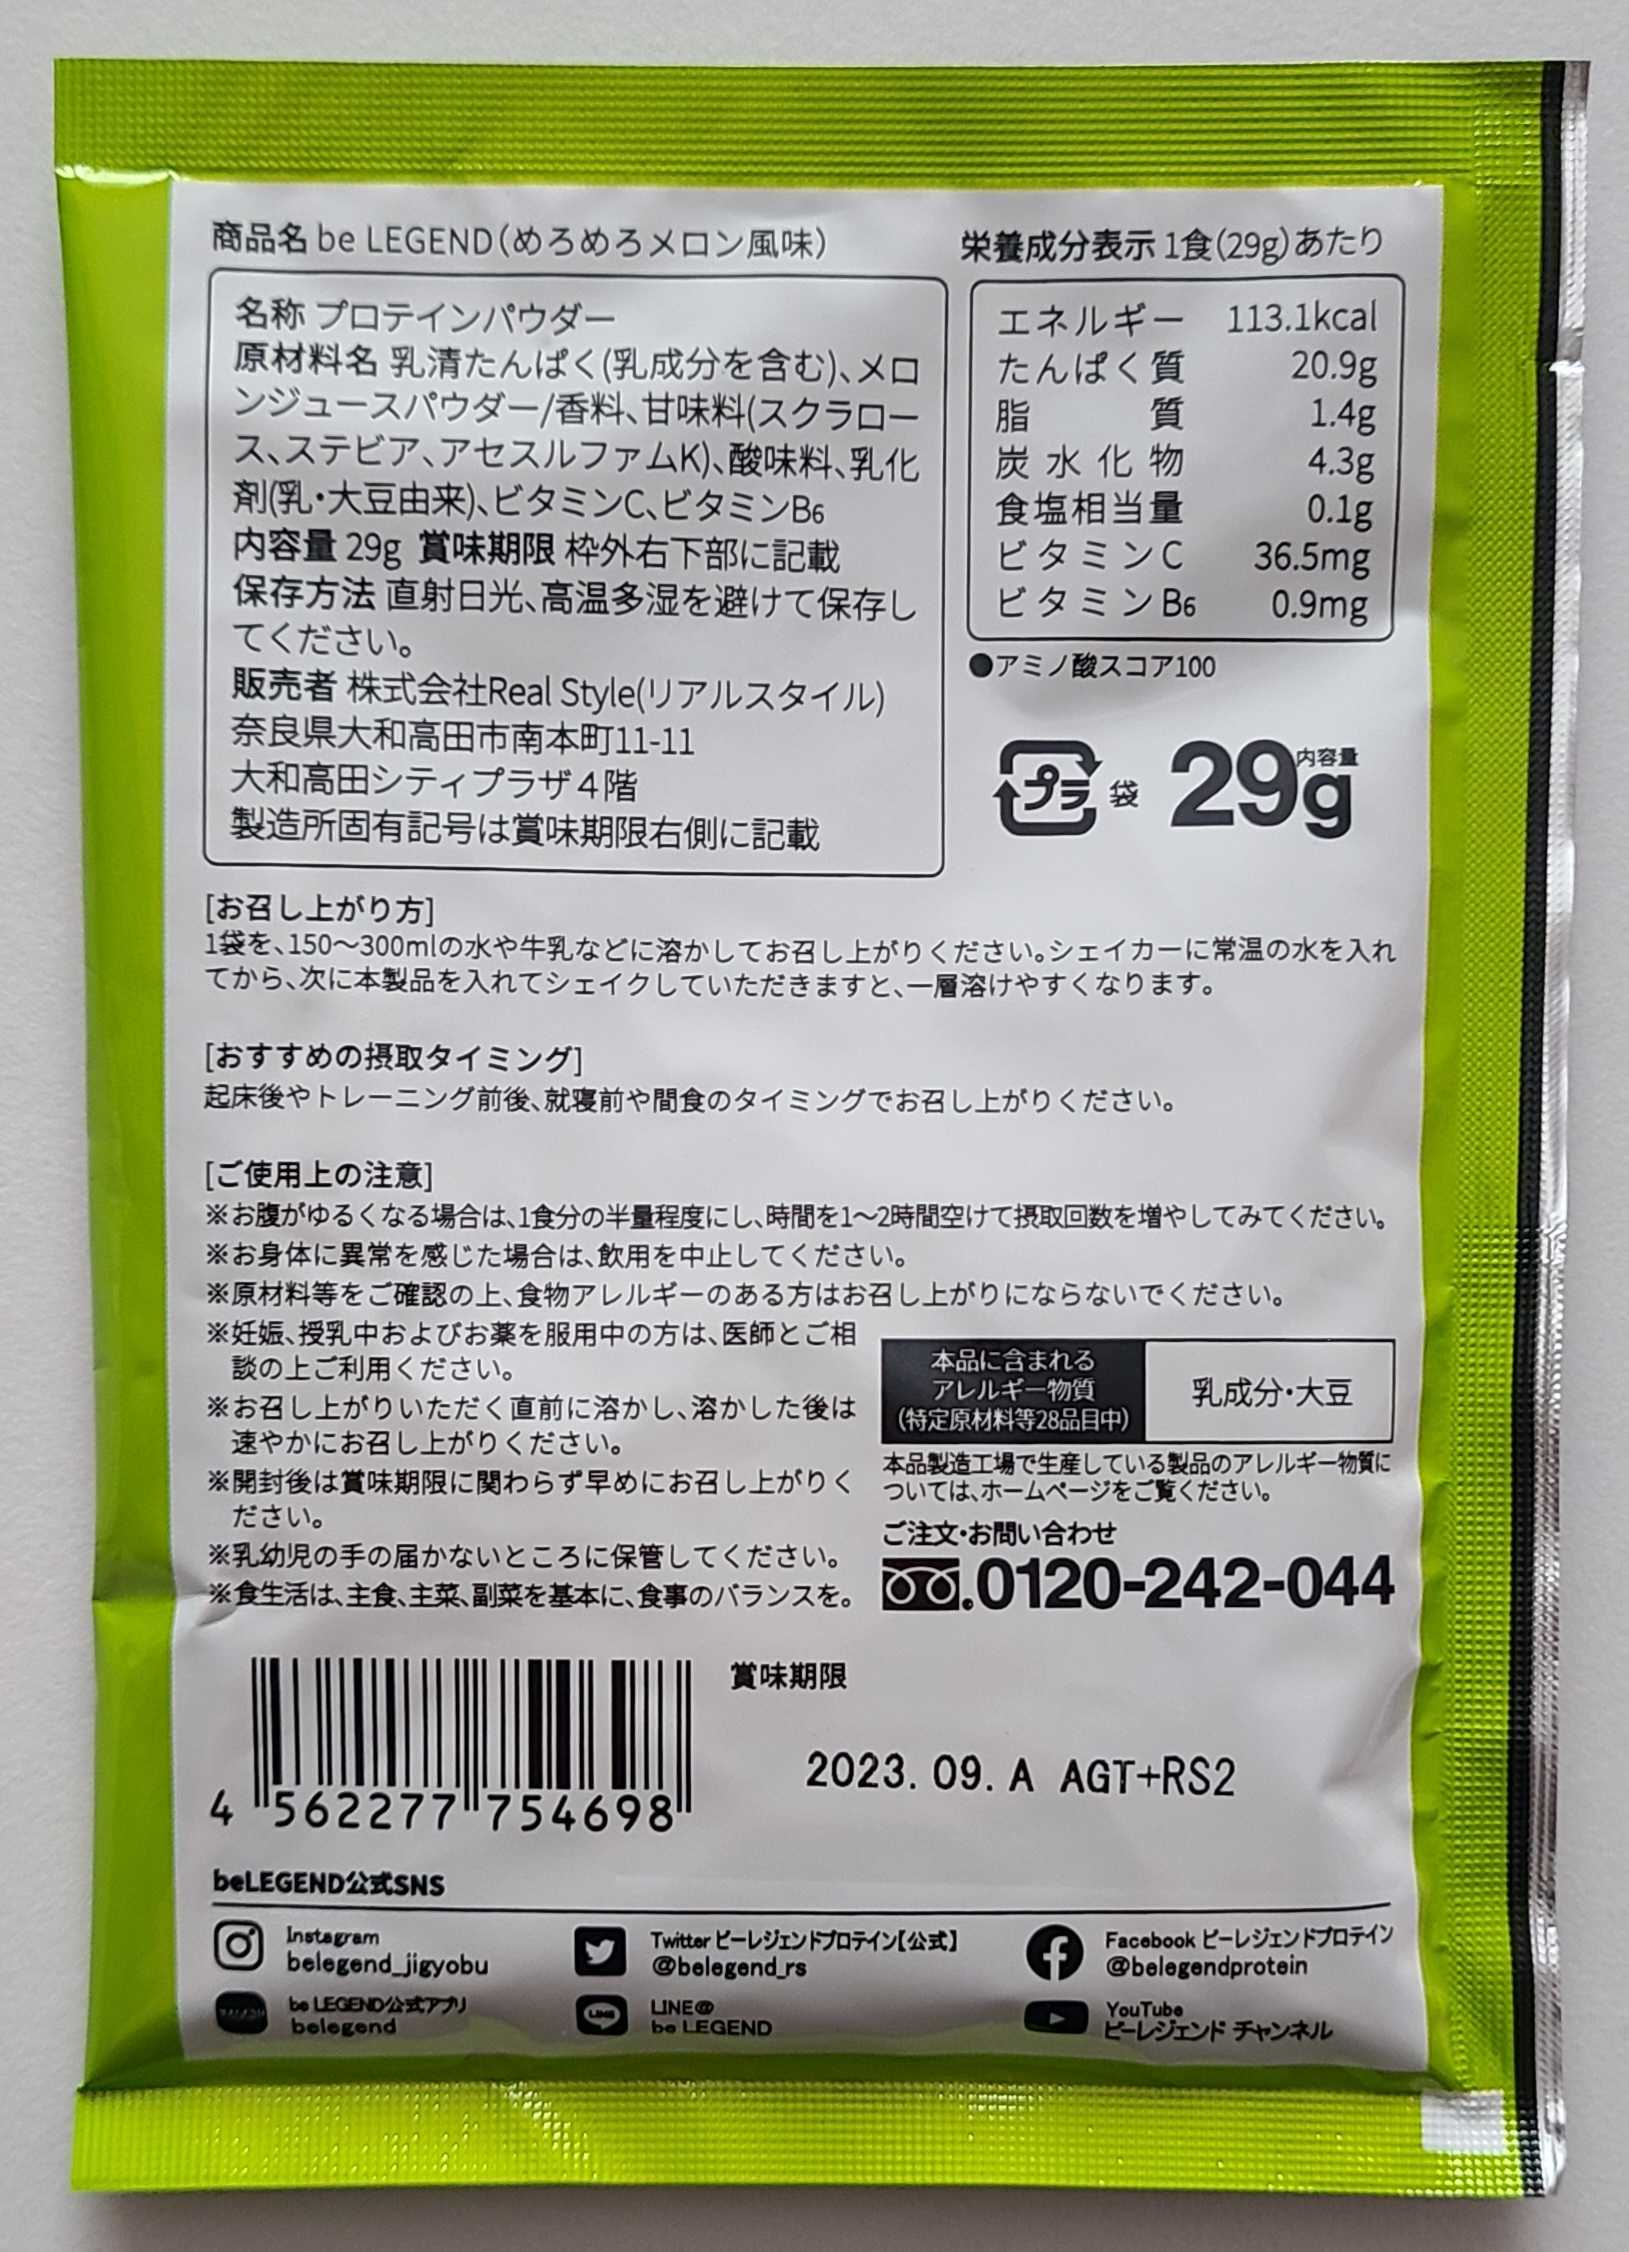 商品名 be LEGEND(めろめろメロン風味)
名称 プロテインパウダー
原材料名 乳清たんぱく(乳成分を含む)、メロ
ンジュースパウダー/香料、甘味料(スクラロー
ス、ステビア、アセスルファムK)、酸味料、乳化
剤(乳・大豆由来)、ビタミンC、ビタミンB6
内容量 29g 賞味期限 枠外右下部に記載
保存方法 直射日光、高温多湿を避けて保存し
てください。
販売者 株式会社Real Style(リアルスタイル)
奈良県大和高田市南本町11-11
大和高田シティプラザ4階
製造所固有記号は賞味期限右側に記載
栄養成分表示 1食(29g)あたり
エネルギー 113.1kcal
たんぱく質 20.9g
脂質 1.4g
炭水化物 4.3g
食塩相当量 0.1g
ビタミンC 36.5mg
ビタミンB6 0.9mg
●アミノ酸スコア100
プラ 袋 内容量 29g
[お召し上がり方]
1袋を、150〜300mlの水や牛乳などに溶かしてお召し上がりください。シェイカーに常温の水を入れ
てから、次に本製品を入れてシェイクしていただきますと、一層溶けやすくなります。
[おすすめの摂取タイミング]
起床後やトレーニング前後、就寝前や間食のタイミングでお召し上がりください。
[ご使用上の注意]
※お腹がゆるくなる場合は、1食分の半量程度にし、時間を1〜2時間空けて摂取回数を増やしてみてください。
※お身体に異常を感じた場合は、飲用を中止してください。
※原材料等をご確認の上、食物アレルギーのある方はお召し上がりにならないでください。
※妊娠、授乳中およびお薬を服用中の方は、医師とご相
談の上ご利用ください。
※お召し上がりいただく直前に溶かし、溶かした後は
速やかにお召し上がりください。
※開封後は賞味期限に関わらず早めにお召し上がりく
ださい。
※乳幼児の手の届かないところに保管してください。
※食生活は、主食、主菜、副菜を基本に、食事のバランスを。
本品に含まれる
アレルギー物質
(特定原材料等28品目中)
乳成分・大豆
本品製造工場で生産している製品のアレルギー物質に
ついては、ホームページをご覧ください。
ご注文・お問い合わせ
0120-242-044
賞味期限
2023. 09. A AGT+RS2
4 562277 754698
beLEGEND公式SNS
Instagram
belegend_jigyobu
Twitter ビーレジェンドプロテイン【公式】
@belegend_rs
Facebook ビーレジェンドプロテイン
@belegendprotein
be LEGEND公式アプリ
belegend
LINE
LINE@
be LEGEND
YouTube
ビーレジェンド チャンネル